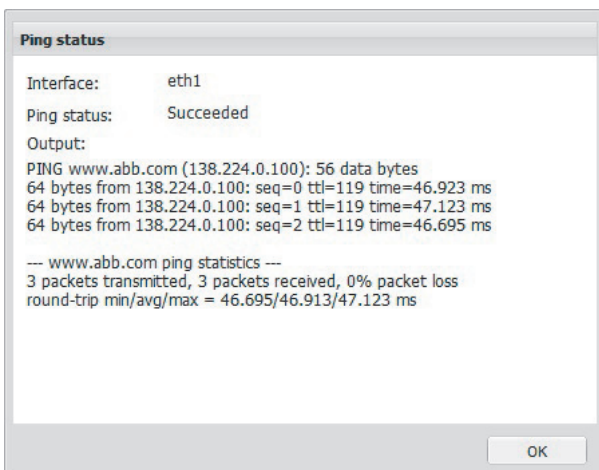 Ping status
Interface: eth1
Ping status: Succeeded
Output:
PING www.abb.com (138.224.0.100): 56 data bytes
64 bytes from 138.224.0.100: seq=0 ttl=119 time=46.923 ms
64 bytes from 138.224.0.100: seq=1 ttl=119 time=47.123 ms
64 bytes from 138.224.0.100: seq=2 ttl=119 time=46.695 ms
--- www.abb.com ping statistics ---
3 packets transmitted, 3 packets received, 0% packet loss
round-trip min/avg/max = 46.695/46.913/47.123 ms
OK